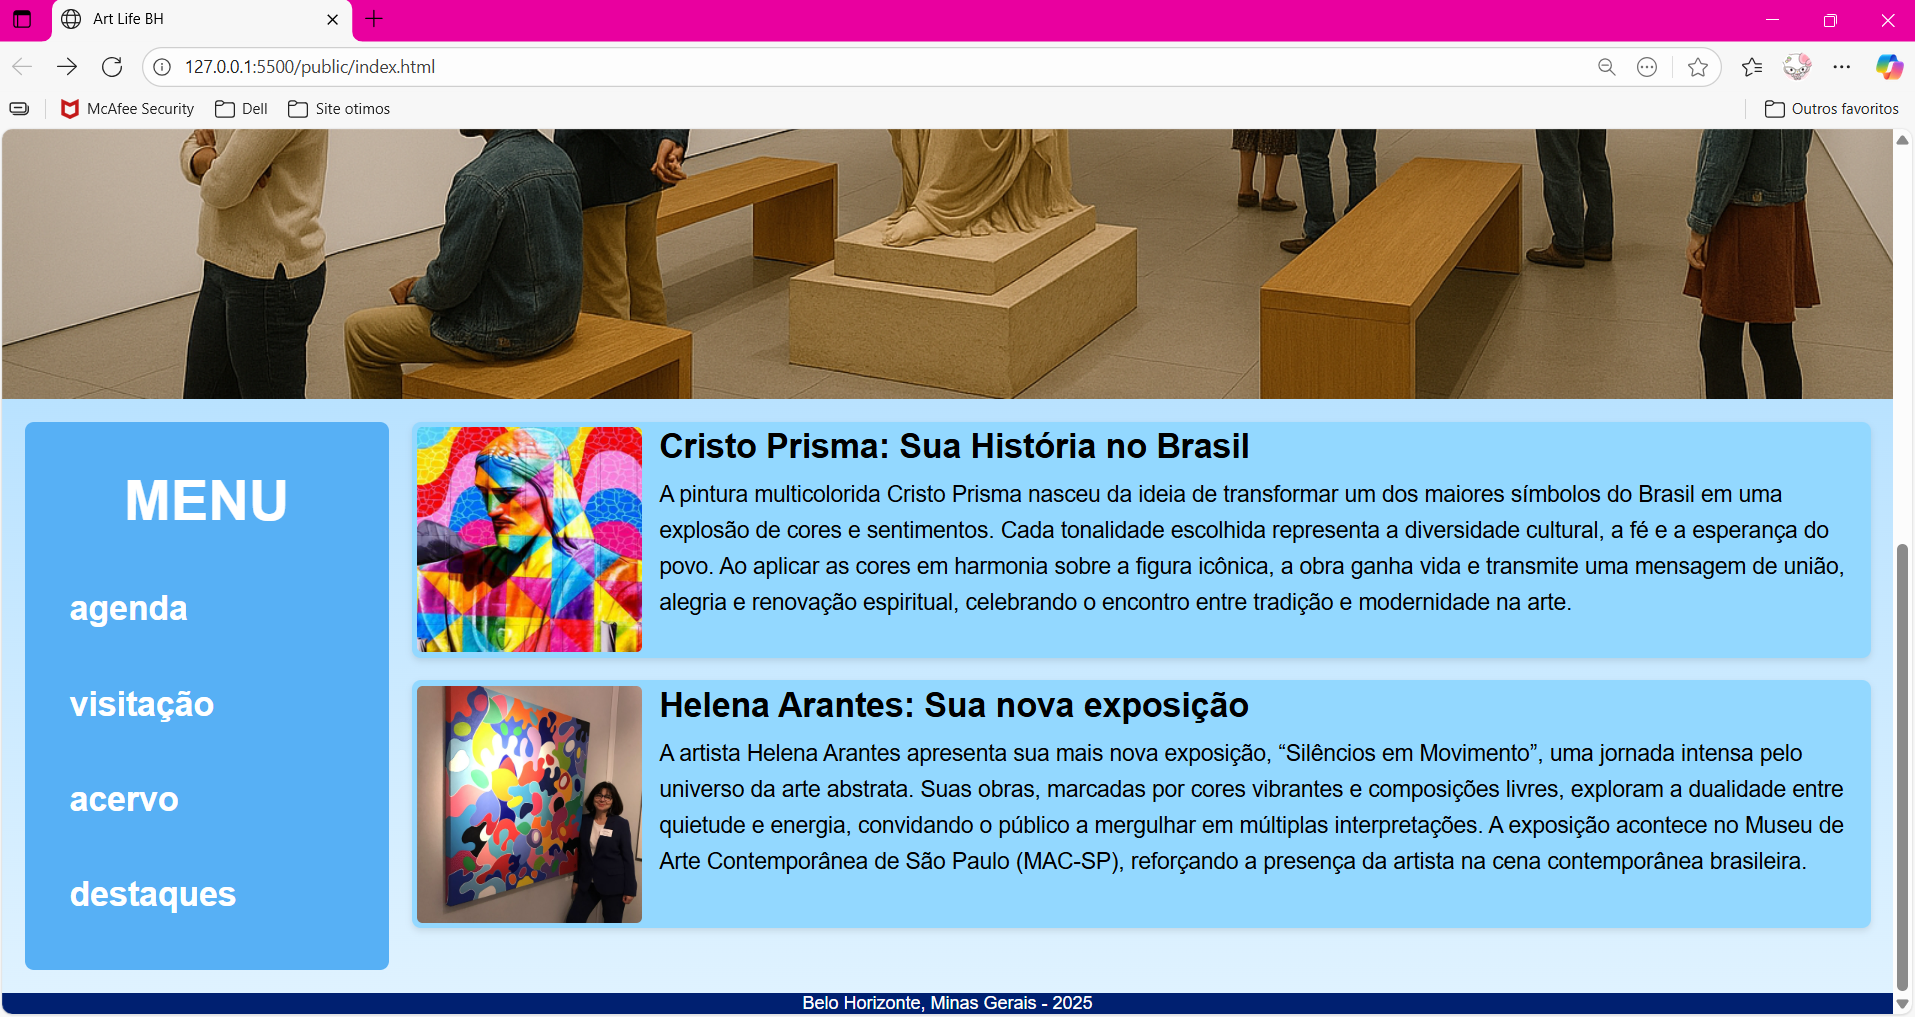 Art Life BH
127.0.0.1:5500/public/index.html
McAfee Security
Dell
Site otimos
Outros favoritos
MENU
agenda
visitação
acervo
destaques
Cristo Prisma: Sua História no Brasil
A pintura multicolorida Cristo Prisma nasceu da ideia de transformar um dos maiores símbolos do Brasil em uma
explosão de cores e sentimentos. Cada tonalidade escolhida representa a diversidade cultural, a fé e a esperança do
povo. Ao aplicar as cores em harmonia sobre a figura icônica, a obra ganha vida e transmite uma mensagem de união,
alegria e renovação espiritual, celebrando o encontro entre tradição e modernidade na arte.
Helena Arantes: Sua nova exposição
A artista Helena Arantes apresenta sua mais nova exposição, “Silêncios em Movimento”, uma jornada intensa pelo
universo da arte abstrata. Suas obras, marcadas por cores vibrantes e composições livres, exploram a dualidade entre
quietude e energia, convidando o público a mergulhar em múltiplas interpretações. A exposição acontece no Museu de
Arte Contemporânea de São Paulo (MAC-SP), reforçando a presença da artista na cena contemporânea brasileira.
Belo Horizonte, Minas Gerais - 2025